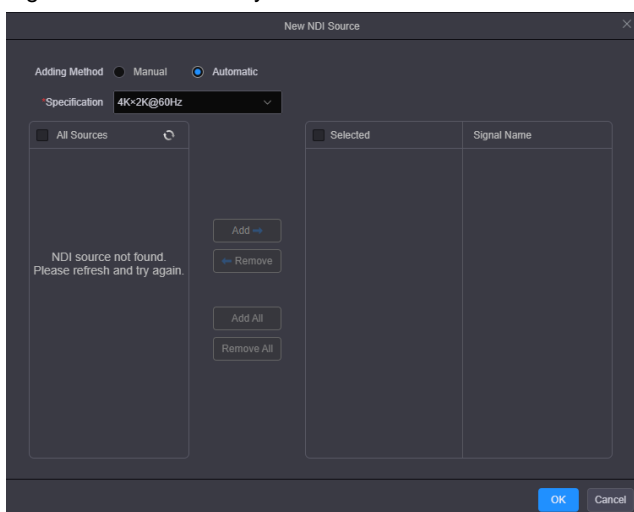 New NDI Source
Adding Method Manual Automatic
*Specification 4K×2K@60Hz
All Sources Selected Signal Name
NDI source not found.
Please refresh and try again.
Add →
← Remove
Add All
Remove All
OK Cancel